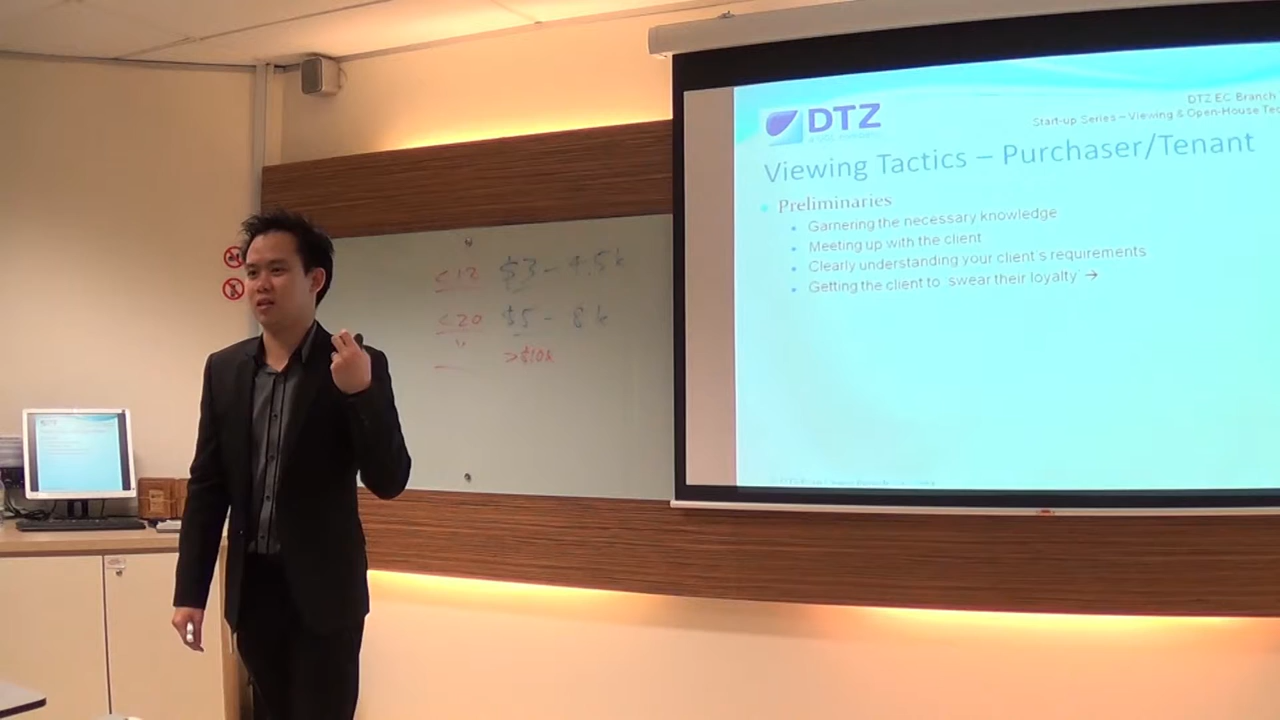 DTZ
DTZ EC Branch
Start-up Series – Viewing & Open-House Tec
Viewing Tactics – Purchaser/Tenant
Preliminaries
Garnering the necessary knowledge
Meeting up with the client
Clearly understanding your client's requirements
Getting the client to 'swear their loyalty' →
≤12 $3 – 4.5k
≤20 $5 – 8k
>$10k